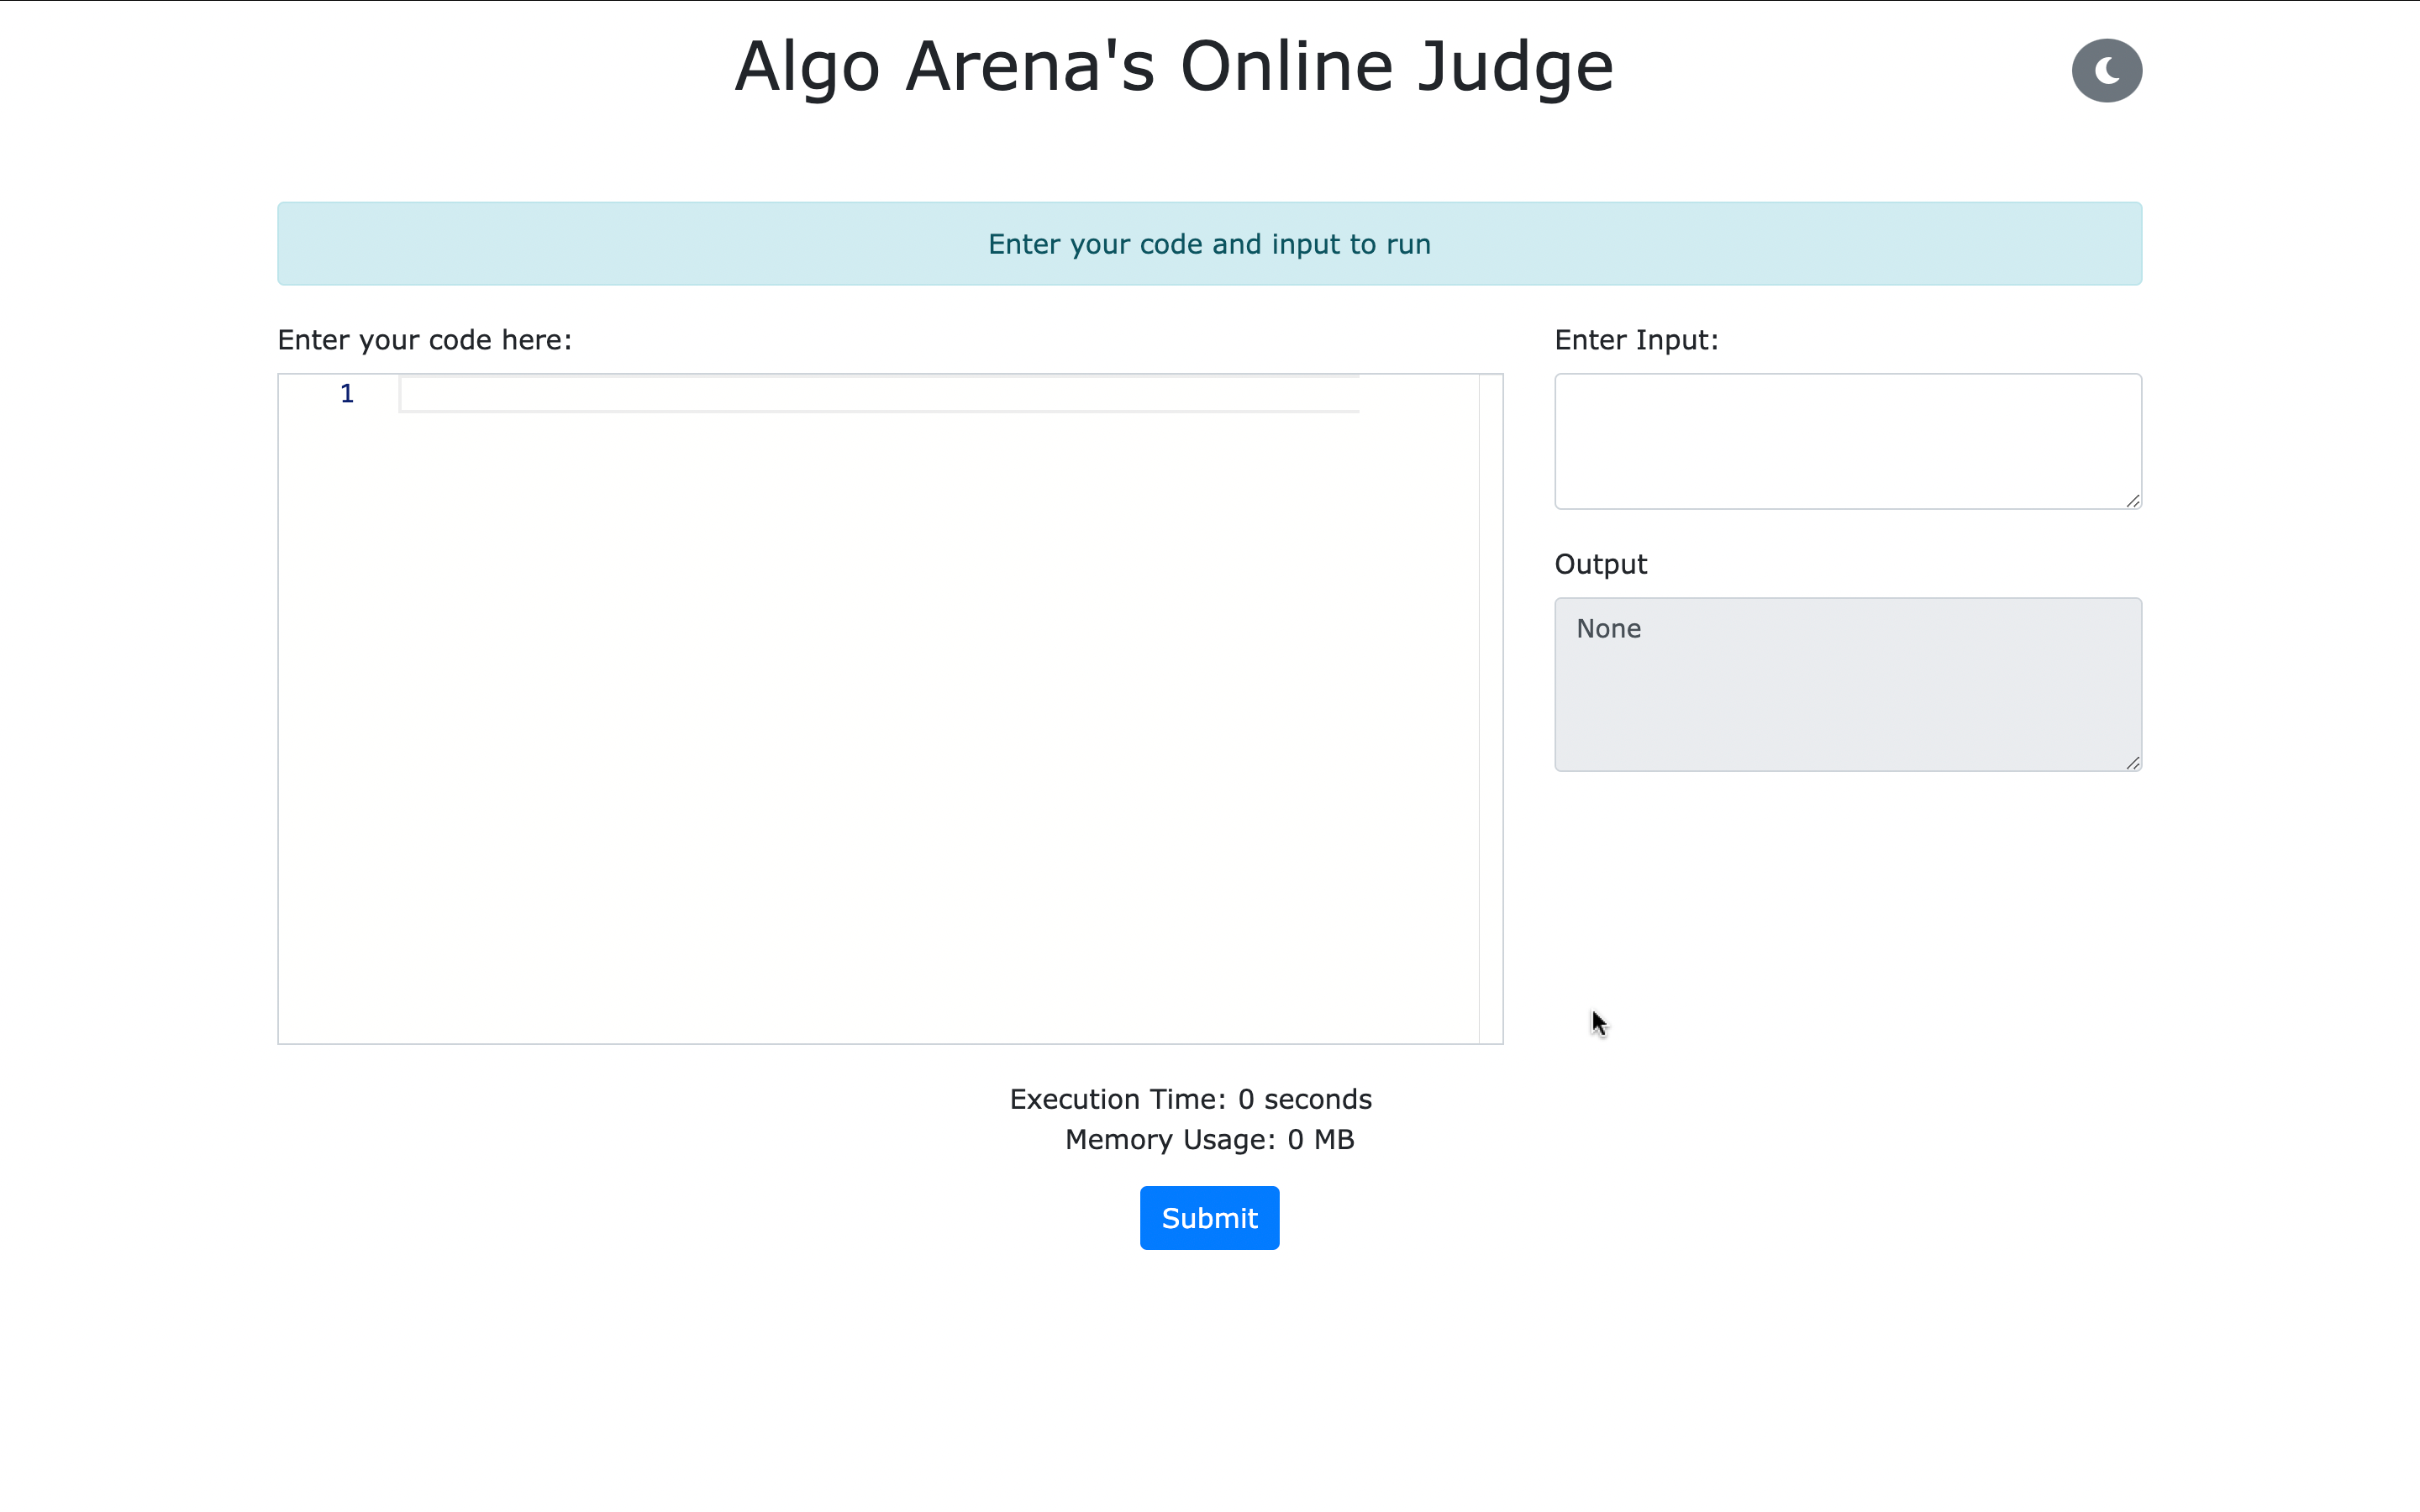 Algo Arena's Online Judge
Enter your code and input to run
Enter your code here:
1
Enter Input:
Output
None
Execution Time: 0 seconds
Memory Usage: 0 MB
Submit